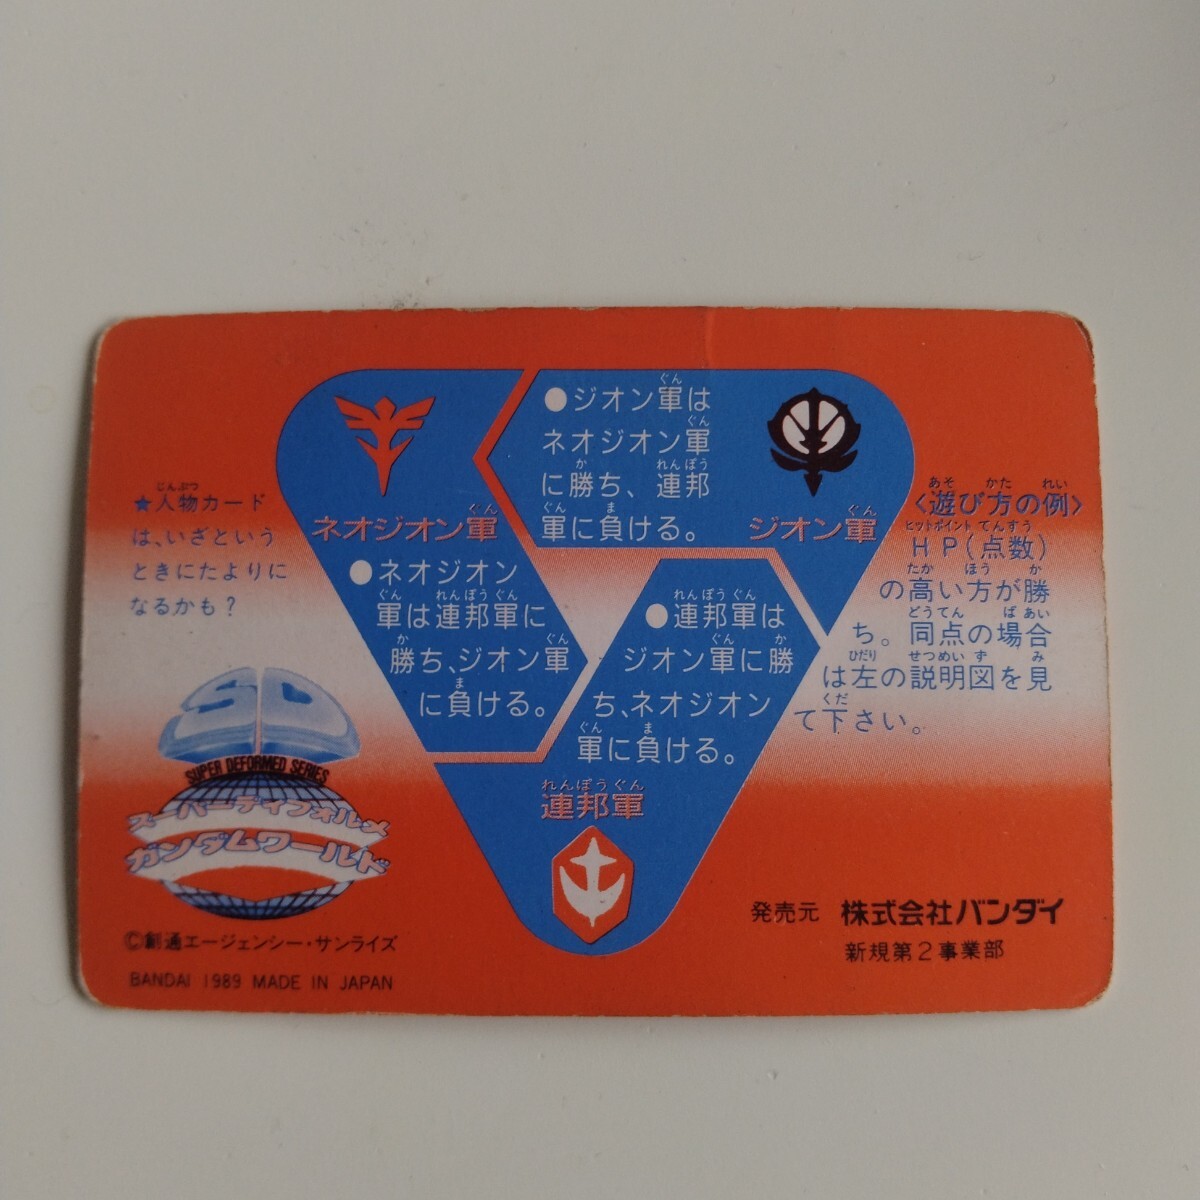 ●ジオン軍は
ネオジオン軍
に勝ち、連邦
軍に負ける。
ネオジオン軍
ジオン軍
●ネオジオン
軍は連邦軍に
勝ち、ジオン軍
に負ける。
●連邦軍は
ジオン軍に勝
ち、ネオジオン
軍に負ける。
連邦軍
★人物カード
は、いざという
ときにたよりに
なるかも？
〈遊び方の例〉
HP(点数)
の高い方が勝
ち。同点の場合
は左の説明図を見
て下さい。
SUPER DEFORMED SERIES
スーパーディフォルメ
ガンダムワールド
©創通エージェンシー・サンライズ
BANDAI 1989 MADE IN JAPAN
発売元 株式会社バンダイ
新規第2事業部